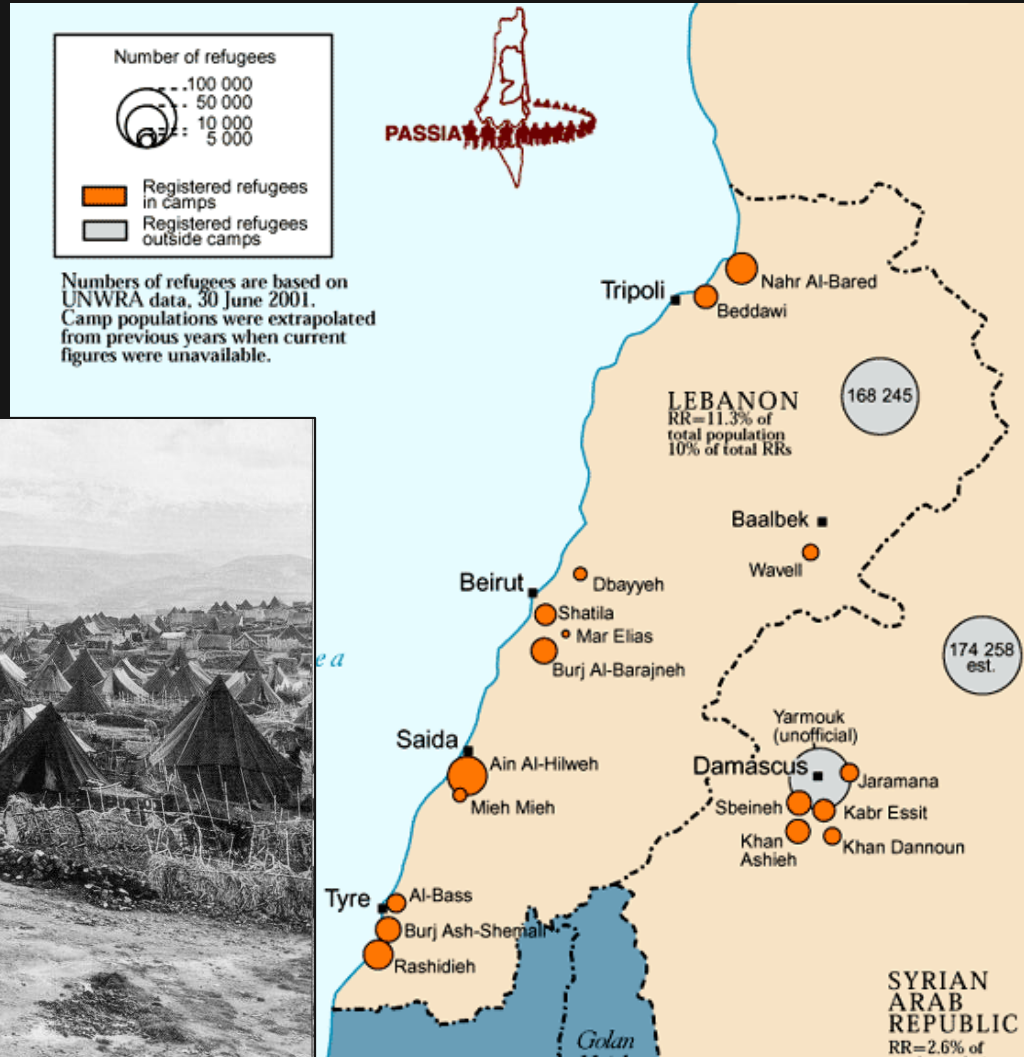 Number of refugees
100 000
50 000
10 000
5 000
Registered refugees
in camps
Registered refugees
outside camps
PASSIA
Numbers of refugees are based on
UNWRA data, 30 June 2001.
Camp populations were extrapolated
from previous years when current
figures were unavailable.
Tripoli
Nahr Al-Bared
Beddawi
LEBANON
RR=11.3% of
total population
10% of total RRs
168 245
Baalbek
Wavell
Beirut
Dbayyeh
Shatila
Mar Elias
Burj Al-Barajneh
e a
174 258
est.
Saida
Ain Al-Hilweh
Mieh Mieh
Yarmouk
(unofficial)
Damascus
Jaramana
Sbeineh
Kabr Essit
Khan
Ashieh
Khan Dannoun
Tyre
Al-Bass
Burj Ash-Shemali
Rashidieh
Golan
SYRIAN
ARAB
REPUBLIC
RR=2.6% of